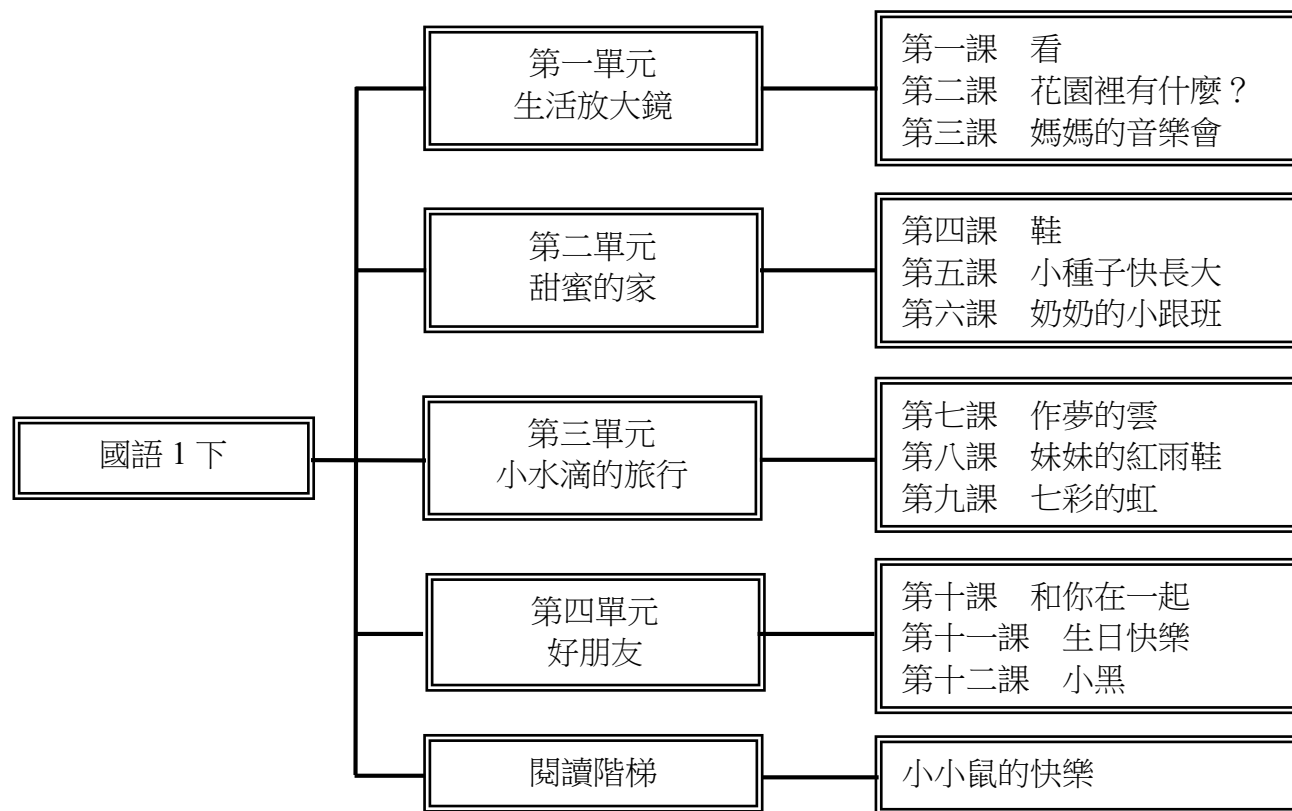 國語 1 下
第一單元
生活放大鏡
第一課　看
第二課　花園裡有什麼？
第三課　媽媽的音樂會
第二單元
甜蜜的家
第四課　鞋
第五課　小種子快長大
第六課　奶奶的小跟班
第三單元
小水滴的旅行
第七課　作夢的雲
第八課　妹妹的紅雨鞋
第九課　七彩的虹
第四單元
好朋友
第十課　和你在一起
第十一課　生日快樂
第十二課　小黑
閱讀階梯
小小鼠的快樂